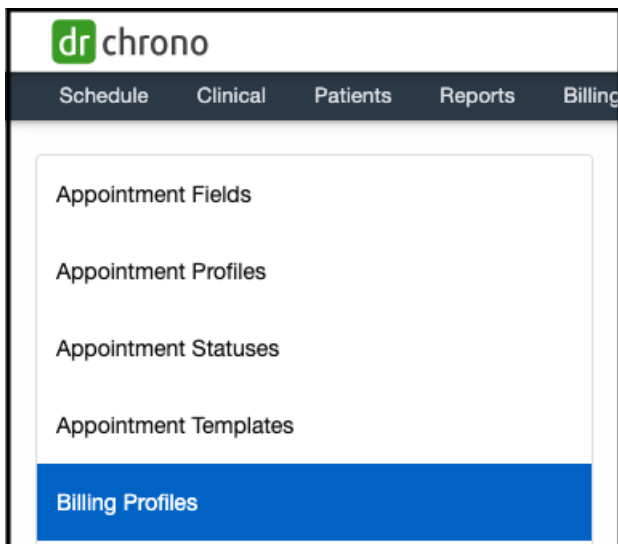 dr chrono
Schedule Clinical Patients Reports Billing
Appointment Fields
Appointment Profiles
Appointment Statuses
Appointment Templates
Billing Profiles